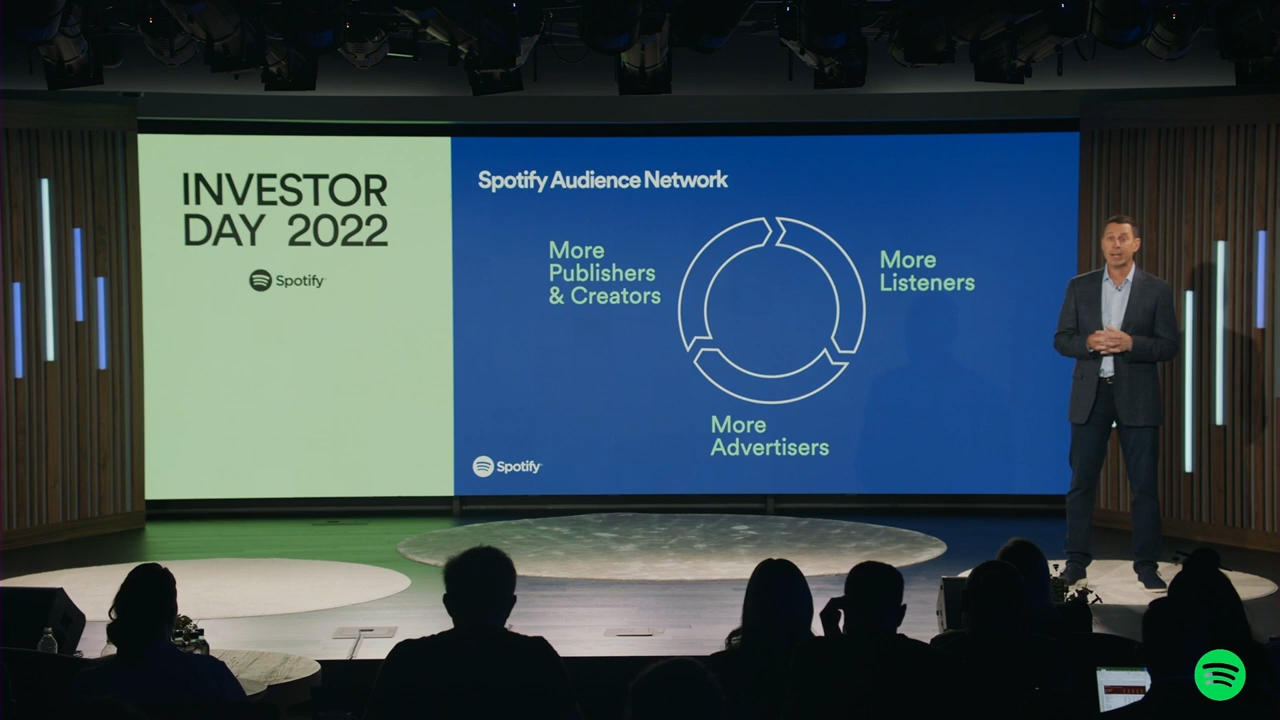 INVESTOR
DAY 2022
Spotify
Spotify Audience Network
More
Publishers
& Creators
More
Listeners
More
Advertisers
Spotify